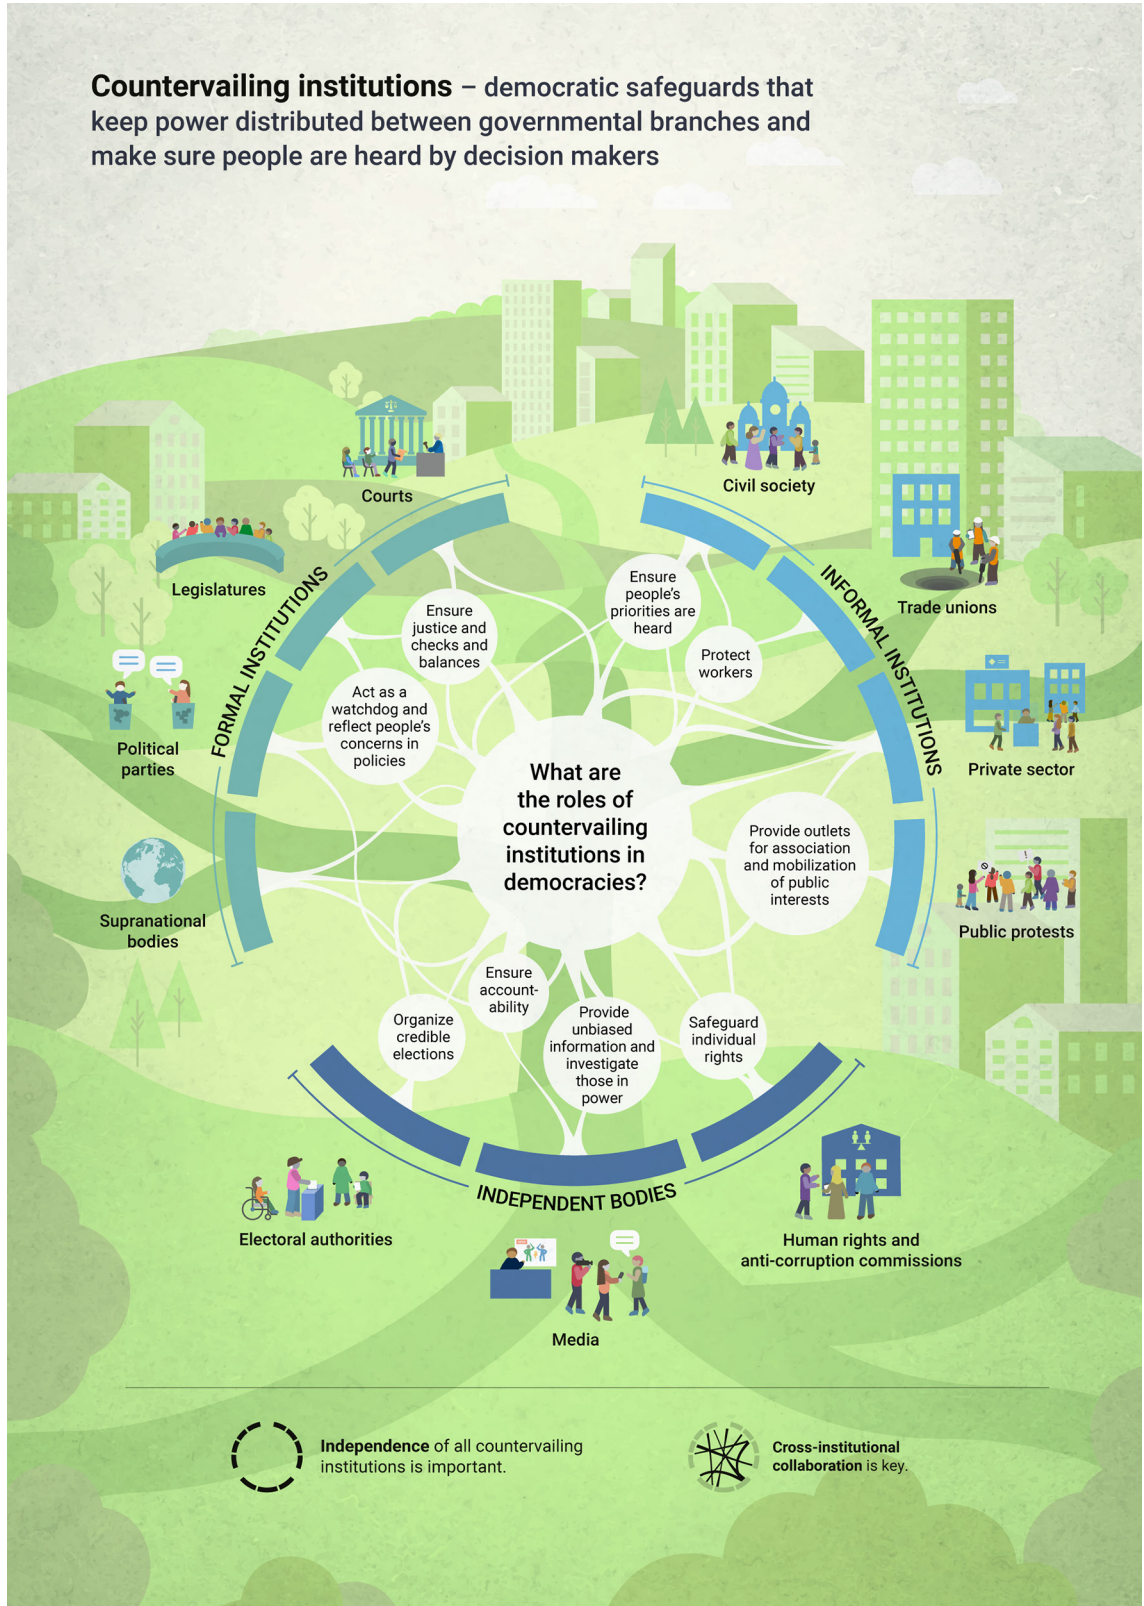 Countervailing institutions – democratic safeguards that
keep power distributed between governmental branches and
make sure people are heard by decision makers
Courts
Civil society
Legislatures
Trade unions
Political
parties
Private sector
Supranational
bodies
Public protests
FORMAL INSTITUTIONS
INFORMAL INSTITUTIONS
Ensure
justice and
checks and
balances
Ensure
people's
priorities are
heard
Protect
workers
Act as a
watchdog and
reflect people's
concerns in
policies
What are
the roles of
countervailing
institutions in
democracies?
Provide outlets
for association
and mobilization
of public
interests
Ensure
account-
ability
Organize
credible
elections
Provide
unbiased
information and
investigate
those in
power
Safeguard
individual
rights
INDEPENDENT BODIES
Electoral authorities
Human rights and
anti-corruption commissions
Media
Independence of all countervailing
institutions is important.
Cross-institutional
collaboration is key.